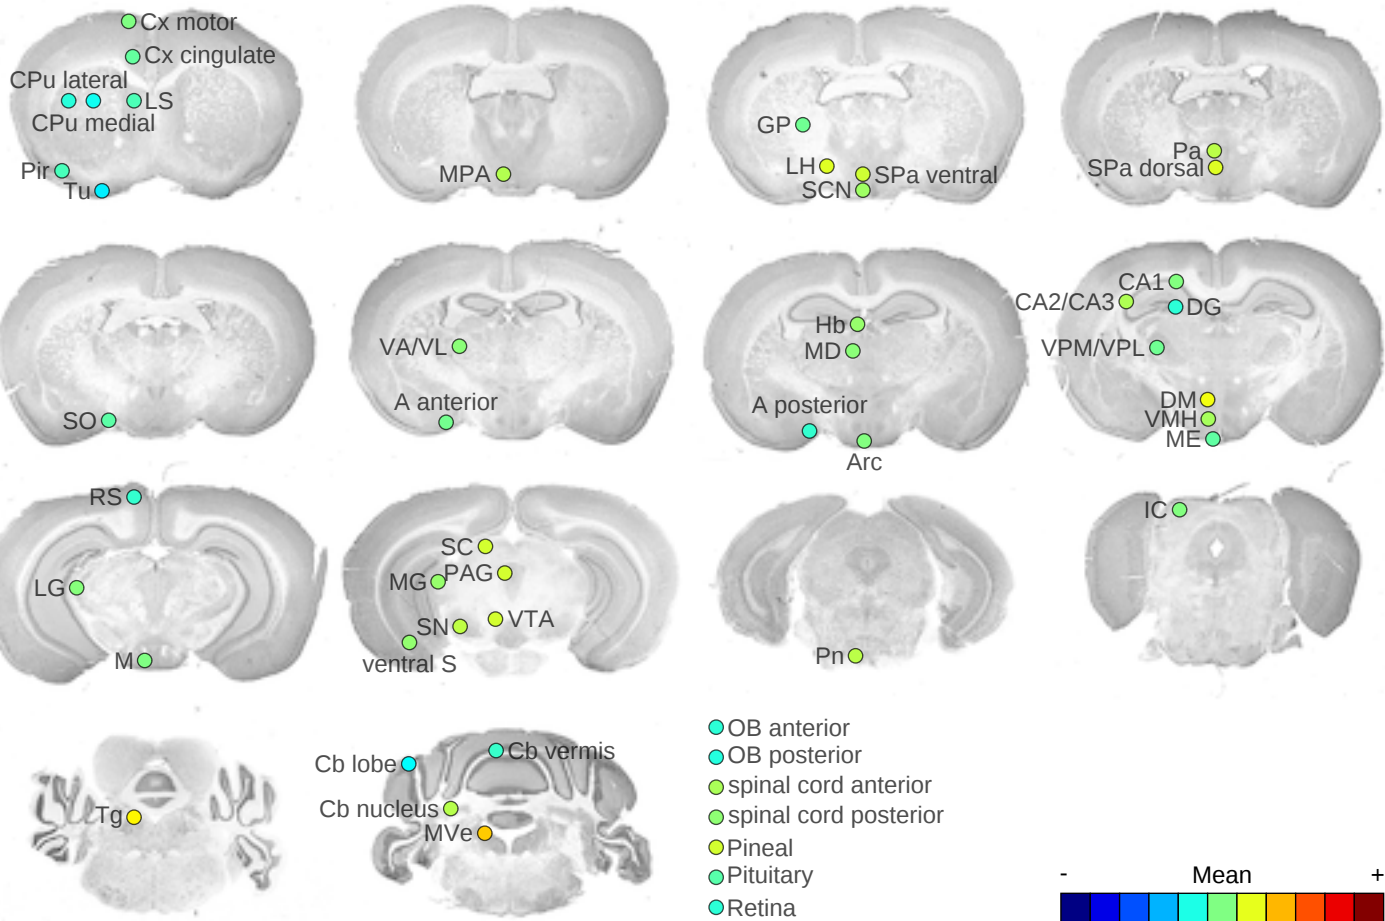 Cx motor
Cx cingulate
CPu lateral
LS
CPu medial
Pir
Tu
MPA
GP
LH
SPa ventral
SCN
Pa
SPa dorsal
SO
VA/VL
A anterior
Hb
MD
A posterior
Arc
CA1
CA2/CA3
DG
VPM/VPL
DM
VMH
ME
RS
LG
M
SC
PAG
MG
SN
VTA
ventral S
Pn
IC
Tg
Cb lobe
Cb vermis
Cb nucleus
MVe
OB anterior
OB posterior
spinal cord anterior
spinal cord posterior
Pineal
Pituitary
Retina
- Mean +